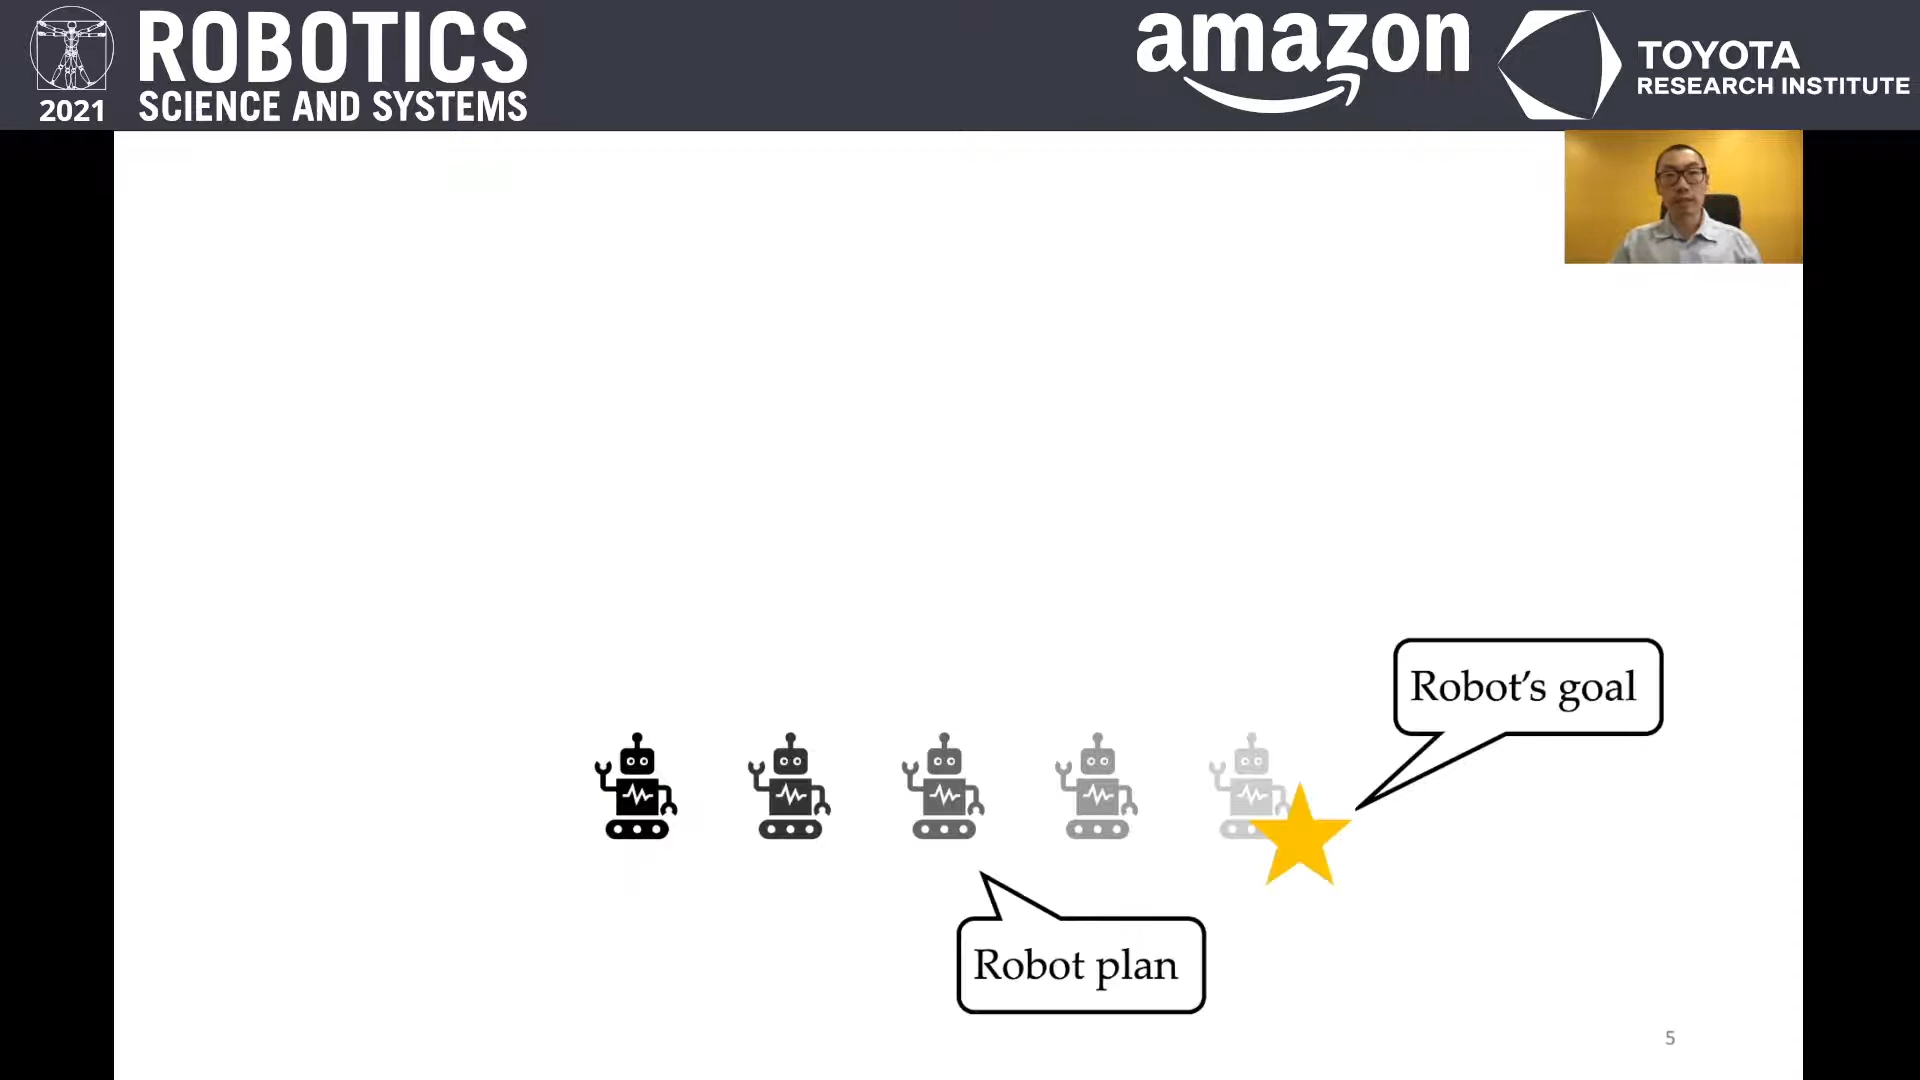 ROBOTICS
SCIENCE AND SYSTEMS
2021
amazon
TOYOTA
RESEARCH INSTITUTE
Robot's goal
Robot plan
5